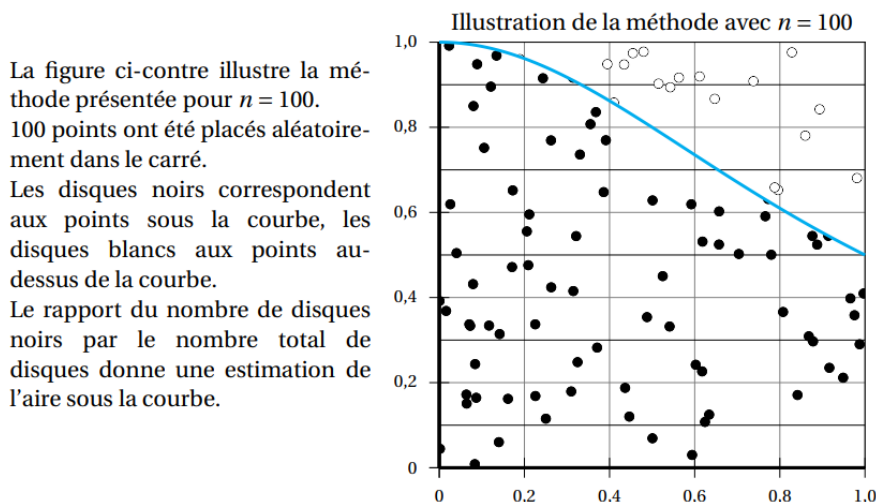 Illustration de la méthode avec n = 100
La figure ci-contre illustre la mé-
thode présentée pour n = 100.
100 points ont été placés aléatoire-
ment dans le carré.
Les disques noirs correspondent
aux points sous la courbe, les
disques blancs aux points au-
dessus de la courbe.
Le rapport du nombre de disques
noirs par le nombre total de
disques donne une estimation de
l'aire sous la courbe.
1,0
0,8
0,6
0,4
0,2
0
0 0.2 0.4 0.6 0.8 1.0